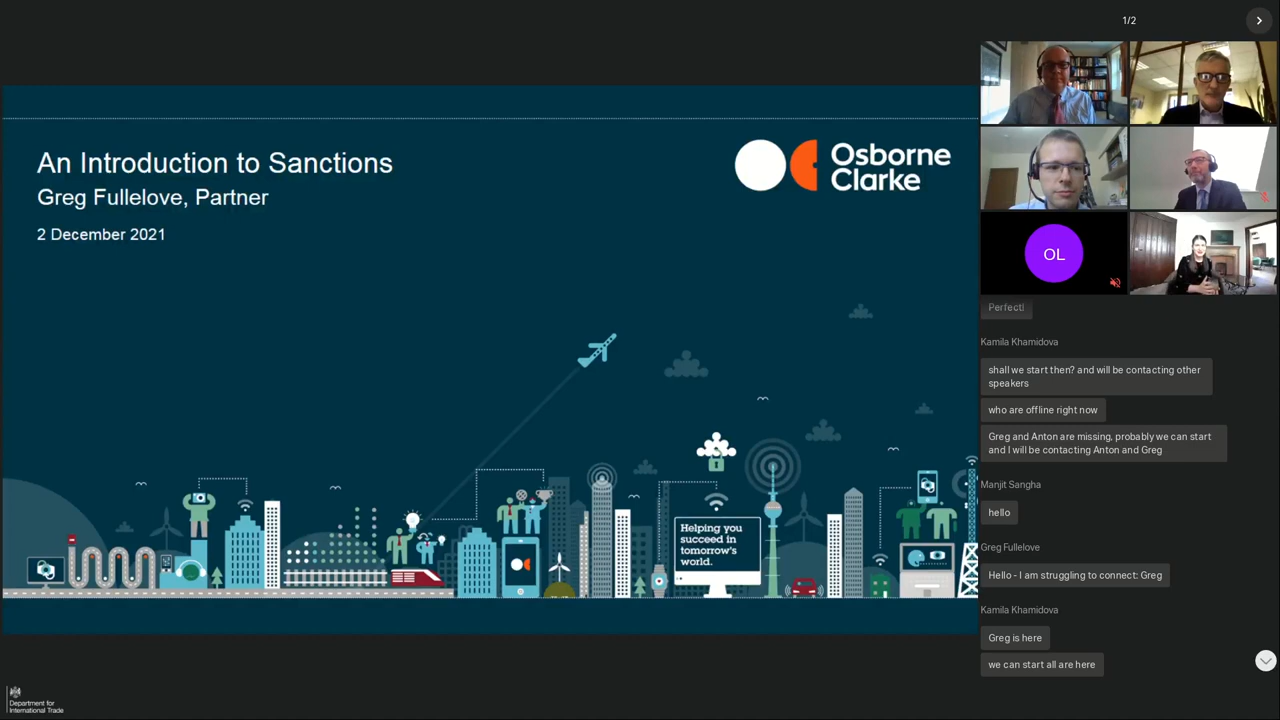 1/2
An Introduction to Sanctions
Greg Fullelove, Partner
2 December 2021
Osborne
Clarke
Helping you
succeed in
tomorrow's
world.
OL
Perfect!
Kamila Khamidova
shall we start then? and will be contacting other
speakers
who are offline right now
Greg and Anton are missing, probably we can start
and I will be contacting Anton and Greg
Manjit Sangha
hello
Greg Fullelove
Hello - I am struggling to connect: Greg
Kamila Khamidova
Greg is here
we can start all are here
Department for
International Trade